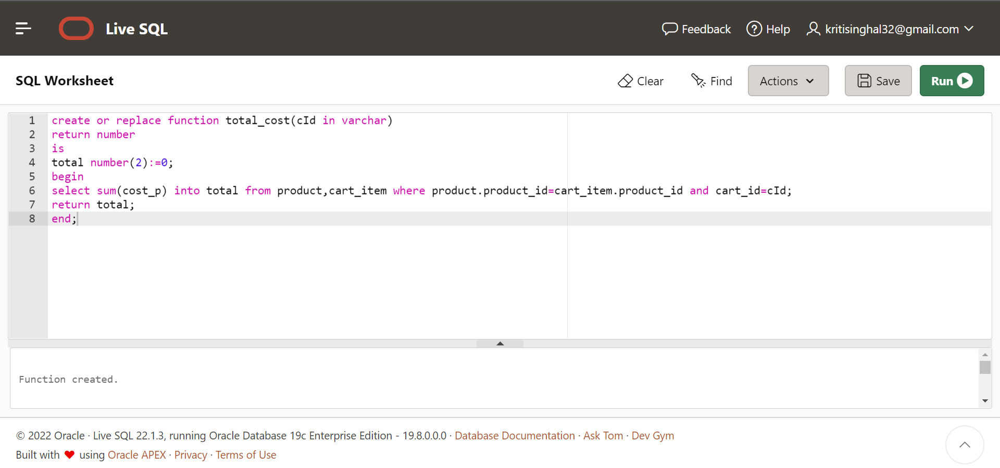 Live SQL
Feedback
Help
kritisinghal32@gmail.com
SQL Worksheet
Clear
Find
Actions
Save
Run
1 create or replace function total_cost(cId in varchar)
2 return number
3 is
4 total number(2):=0;
5 begin
6 select sum(cost_p) into total from product,cart_item where product.product_id=cart_item.product_id and cart_id=cId;
7 return total;
8 end;
Function created.
© 2022 Oracle · Live SQL 22.1.3, running Oracle Database 19c Enterprise Edition - 19.8.0.0.0 · Database Documentation · Ask Tom · Dev Gym
Built with ♥ using Oracle APEX · Privacy · Terms of Use